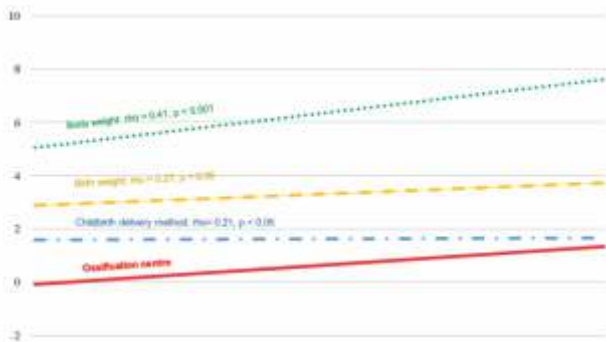 10
8
Body weight: rho = 0.41, p < 0.001
6
Birth weight: rho = 0.27, p < 0.05
4
Childbirth delivery method: rho= 0.21, p < 0.05
2
Ossification centre
0
-2